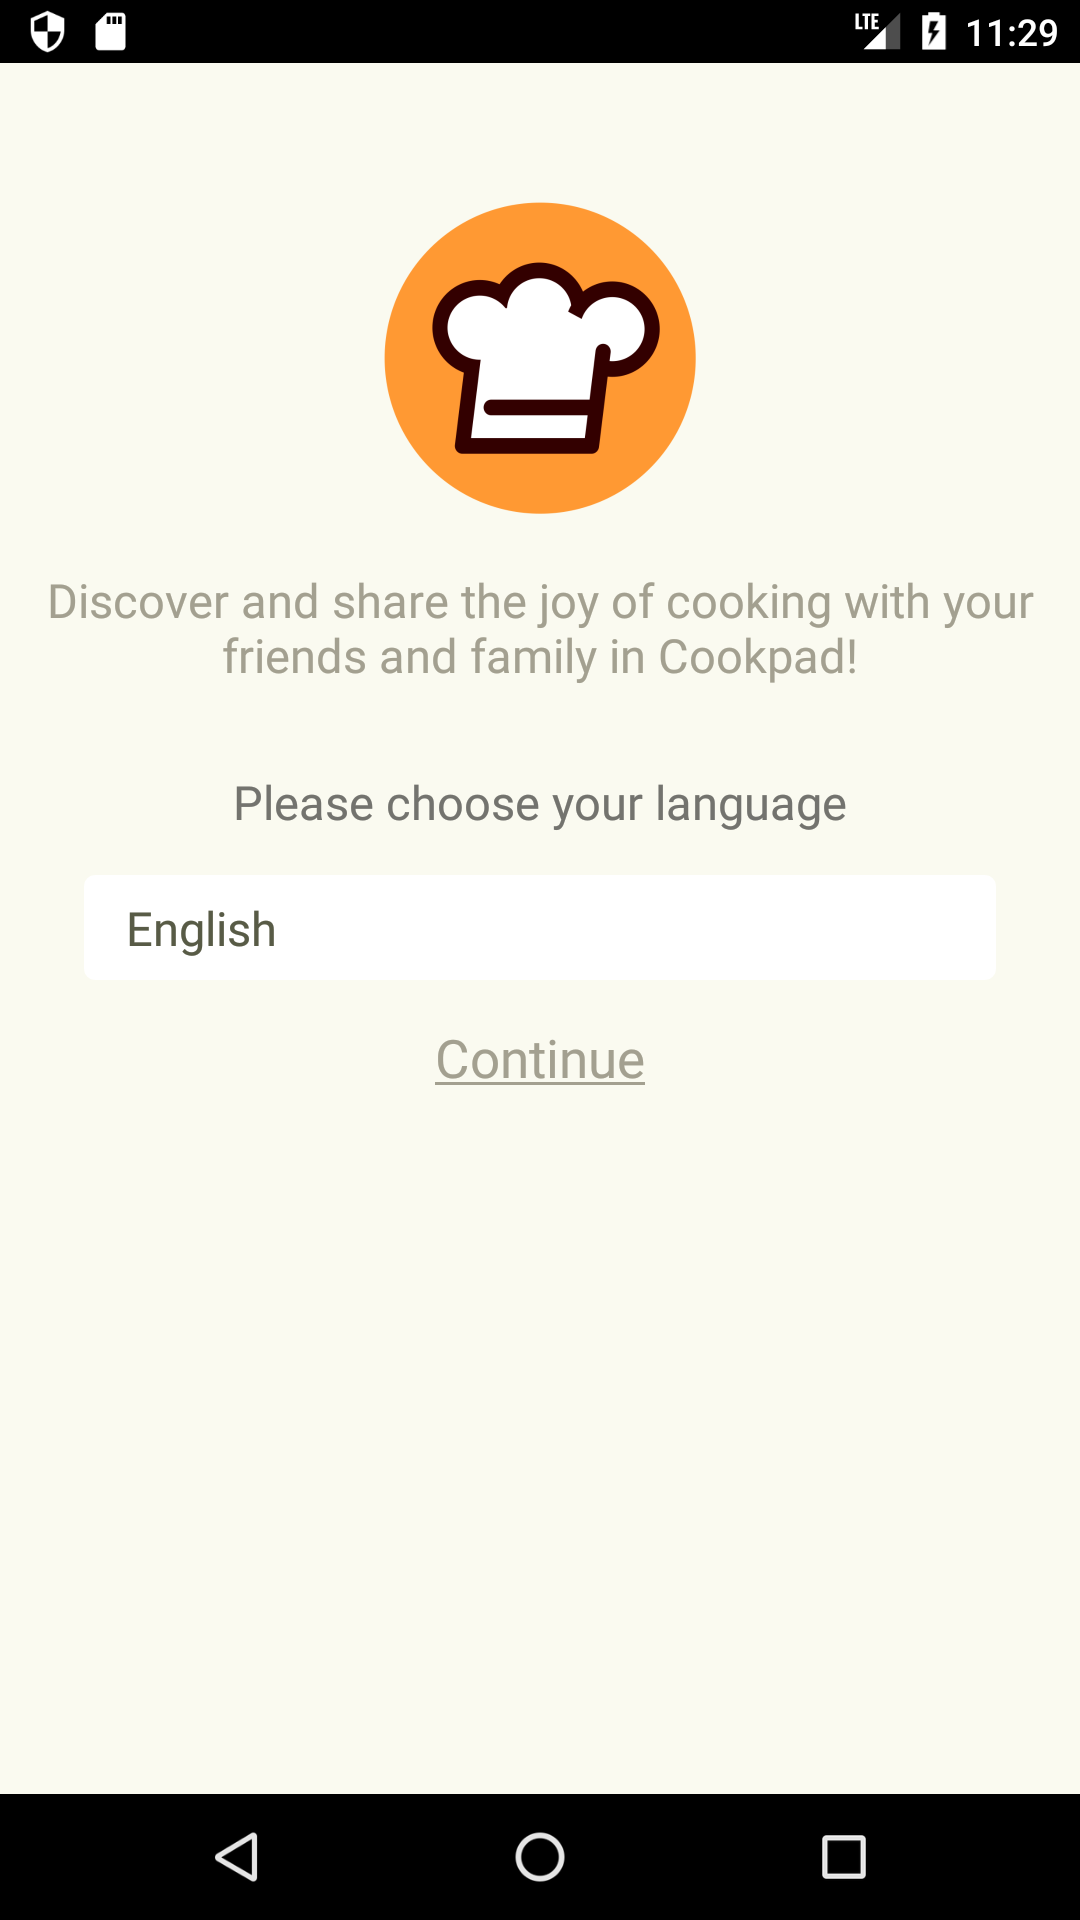 LTE 11:29
Discover and share the joy of cooking with your
friends and family in Cookpad!
Please choose your language
English
Continue